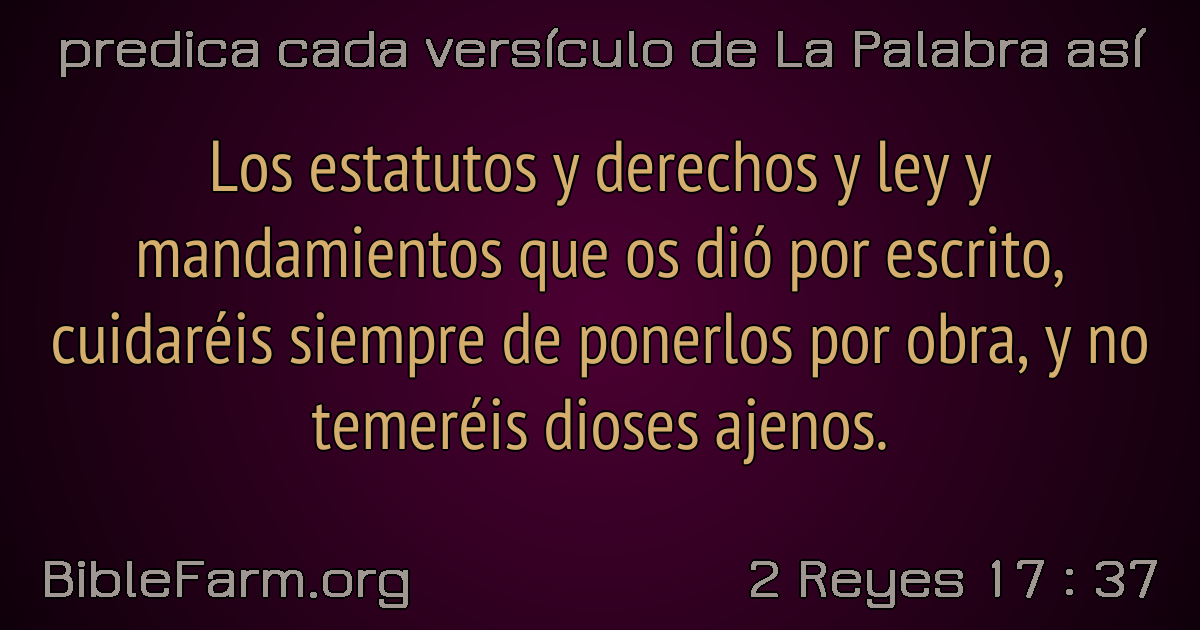 predica cada versículo de La Palabra así
Los estatutos y derechos y ley y
mandamientos que os dió por escrito,
cuidaréis siempre de ponerlos por obra, y no
temeréis dioses ajenos.
BibleFarm.org
2 Reyes 17 : 37